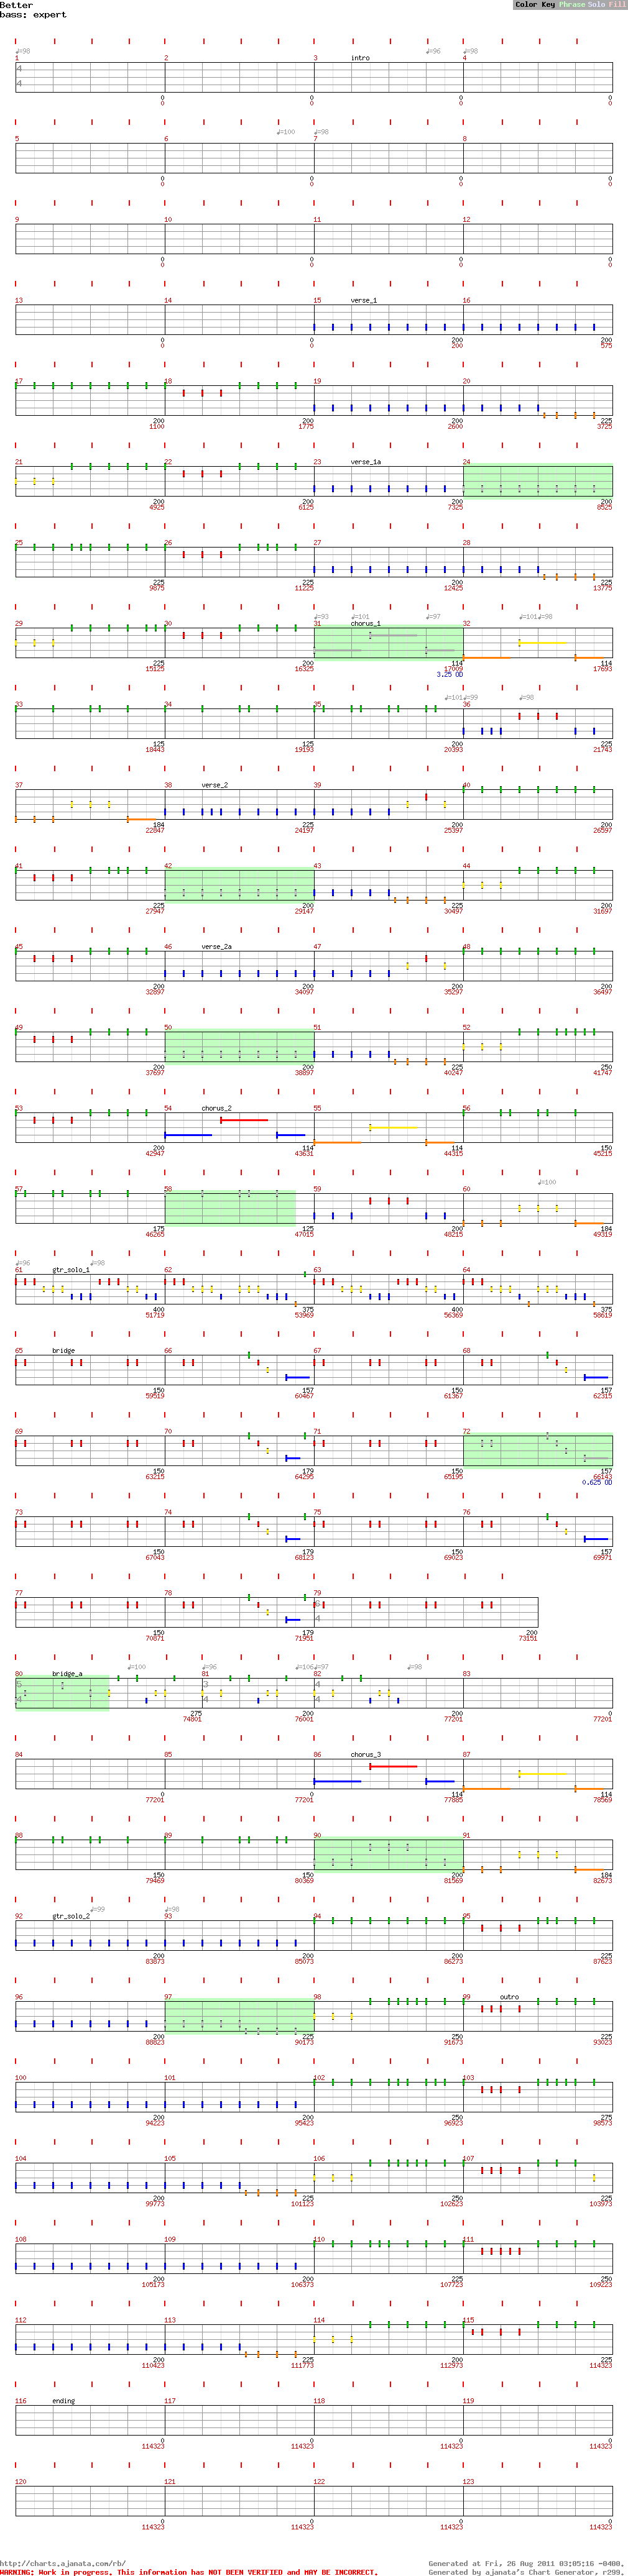 Better
bass: expert
Color Key Phrase Solo Fill
♩=98 ♩=96 ♩=98
1 2 3 intro 4
4
4
0 0 0 0
0 0 0 0
♩=100 ♩=98
5 6 7 8
0 0 0 0
0 0 0 0
9 10 11 12
0 0 0 0
0 0 0 0
13 14 15 verse_1 16
0 0 200 200
0 0 200 575
17 18 19 20
200 200 200 225
1100 1775 2600 3725
21 22 23 verse_1a 24
200 200 200 200
4925 6125 7325 8525
25 26 27 28
225 225 200 225
9875 11225 12425 13775
29 30 31 chorus_1 32
♩=93 ♩=101 ♩=97 ♩=101 ♩=98
225 200 114 114
15125 16325 17009 17693
3.25 OD
33 34 35 36
♩=101 ♩=99 ♩=98
125 125 200 225
18443 19193 20393 21743
37 38 verse_2 39 40
184 225 200 200
22847 24197 25397 26597
41 42 43 44
225 200 225 200
27947 29147 30497 31697
45 46 verse_2a 47 48
200 200 200 200
32897 34097 35297 36497
49 50 51 52
200 200 225 250
37697 38897 40247 41747
53 54 chorus_2 55 56
200 114 114 150
42947 43631 44315 45215
♩=100
57 58 59 60
175 125 200 184
46265 47015 48215 49319
♩=96 ♩=98
61 gtr_solo_1 62 63 64
400 375 400 375
51719 53969 56369 58619
65 bridge 66 67 68
150 157 150 157
59519 60467 61367 62315
69 70 71 72
150 179 150 157
63215 64295 65195 66143
0.625 OD
73 74 75 76
150 179 150 157
67043 68123 69023 69971
77 78 79
6
4
150 179 200
70871 71951 73151
♩=100 ♩=96 ♩=106 ♩=97 ♩=98
80 bridge_a 81 82 83
5 3 4
4 4 4
275 200 200 0
74801 76001 77201 77201
84 85 86 chorus_3 87
0 0 114 114
77201 77201 77885 78569
88 89 90 91
150 150 200 184
79469 80369 81569 82673
♩=99 ♩=98
92 gtr_solo_2 93 94 95
200 200 200 225
83873 85073 86273 87623
96 97 98 99 outro
200 225 250 225
88823 90173 91673 93023
100 101 102 103
200 200 250 275
94223 95423 96923 98573
104 105 106 107
200 225 250 225
99773 101123 102623 103973
108 109 110 111
200 200 225 250
105173 106373 107723 109223
112 113 114 115
200 225 200 225
110423 111773 112973 114323
116 ending 117 118 119
0 0 0 0
114323 114323 114323 114323
120 121 122 123
0 0 0 0
114323 114323 114323 114323
http://charts.ajanata.com/rb/
WARNING: Work in progress. This information has NOT BEEN VERIFIED and MAY BE INCORRECT.
Generated at Fri, 26 Aug 2011 03:05:16 -0400.
Generated by ajanata's Chart Generator, r299.